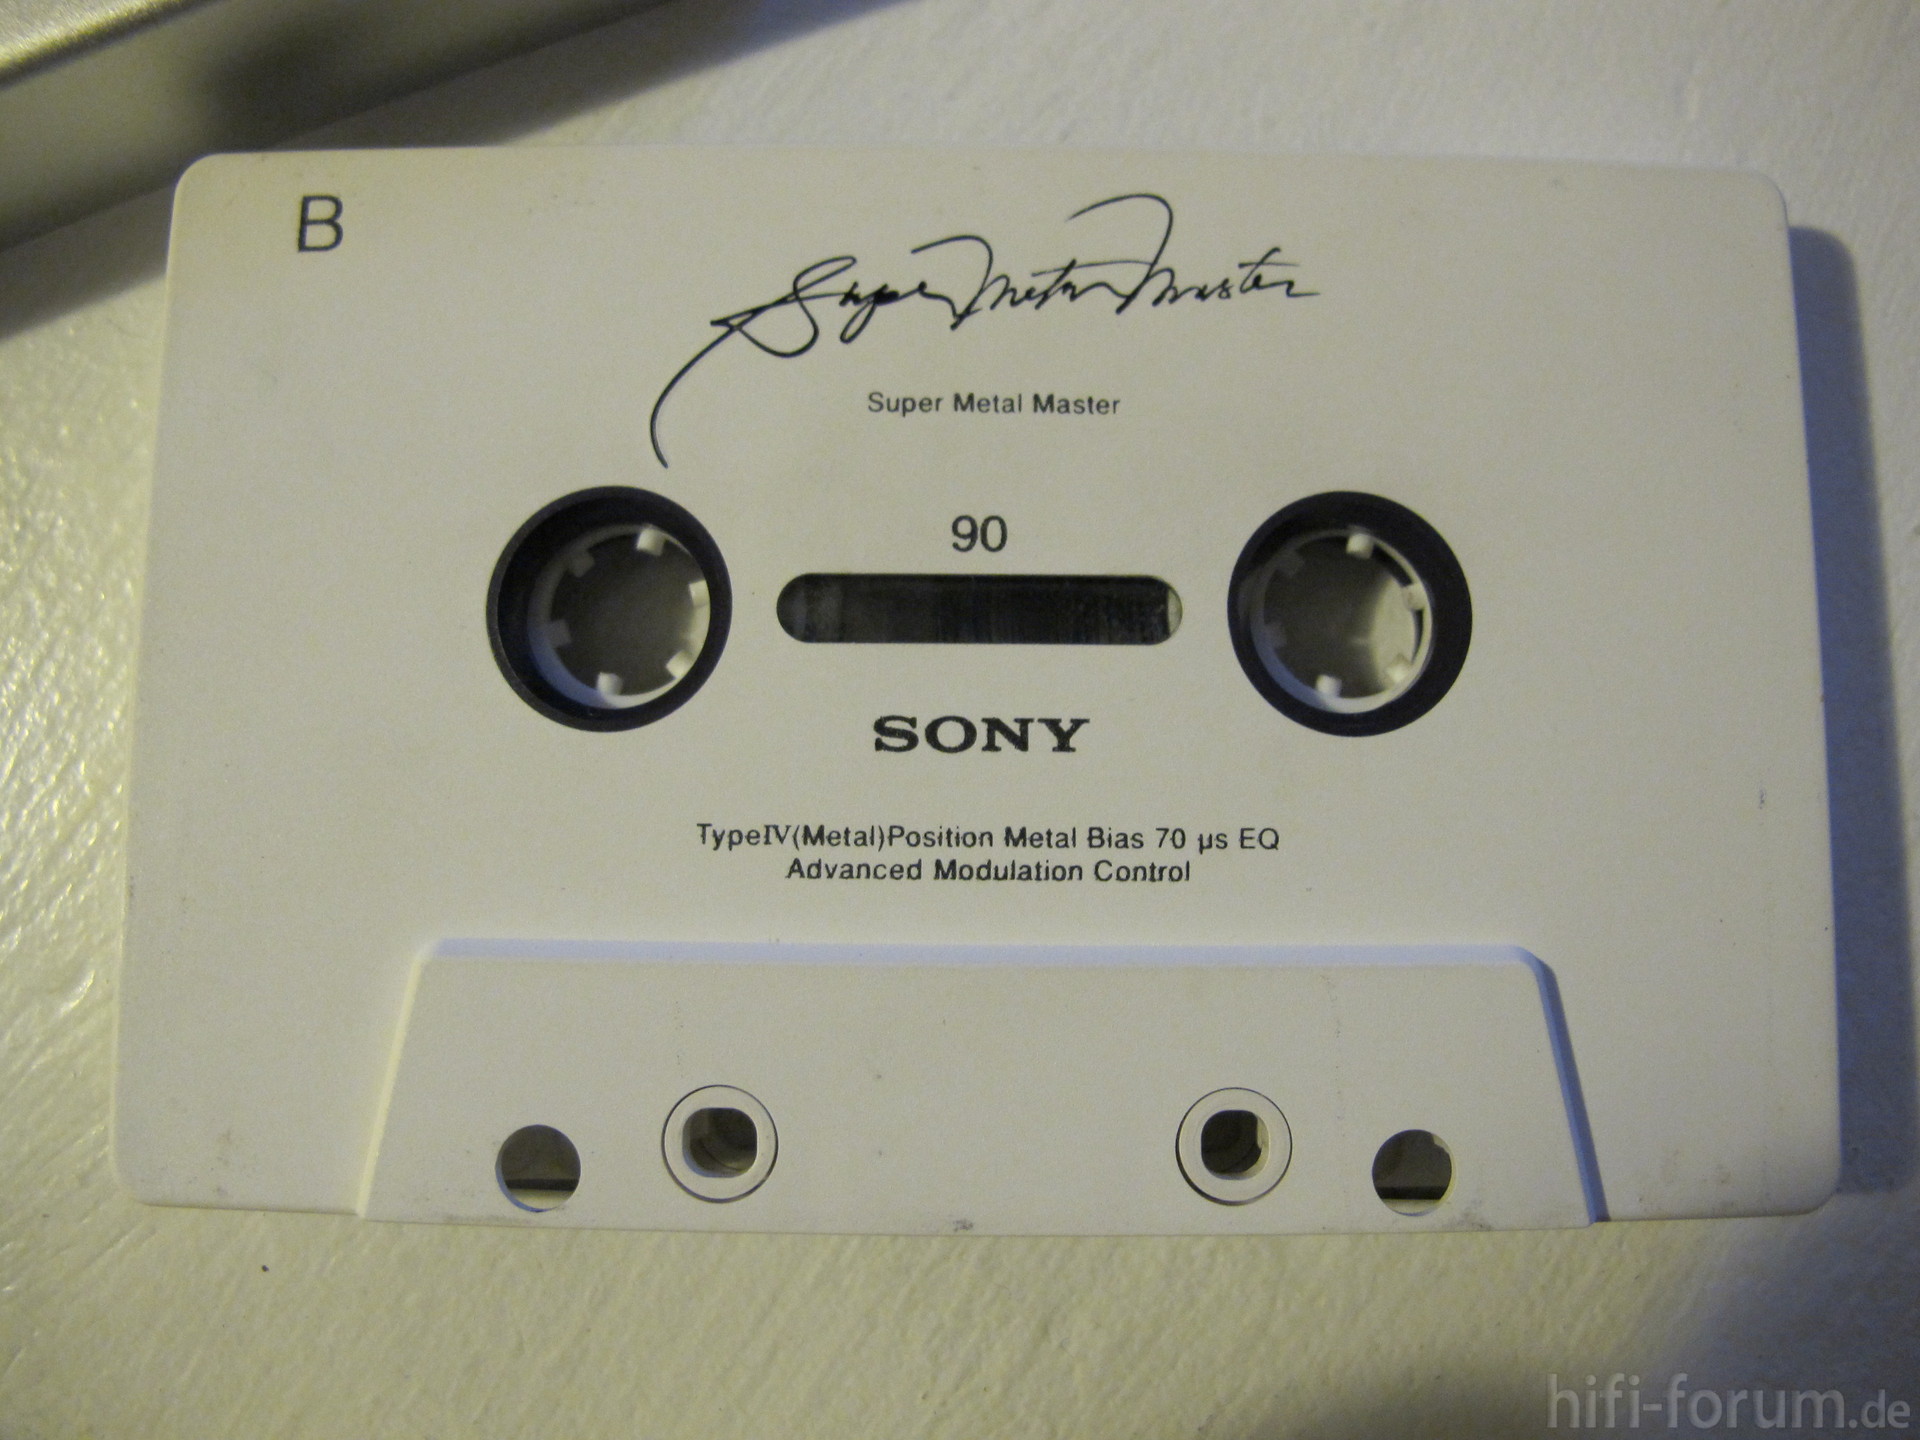 B
Super Metal Master
Super Metal Master
90
SONY
TypeIV(Metal)Position Metal Bias 70 µs EQ
Advanced Modulation Control
hifi-forum.de